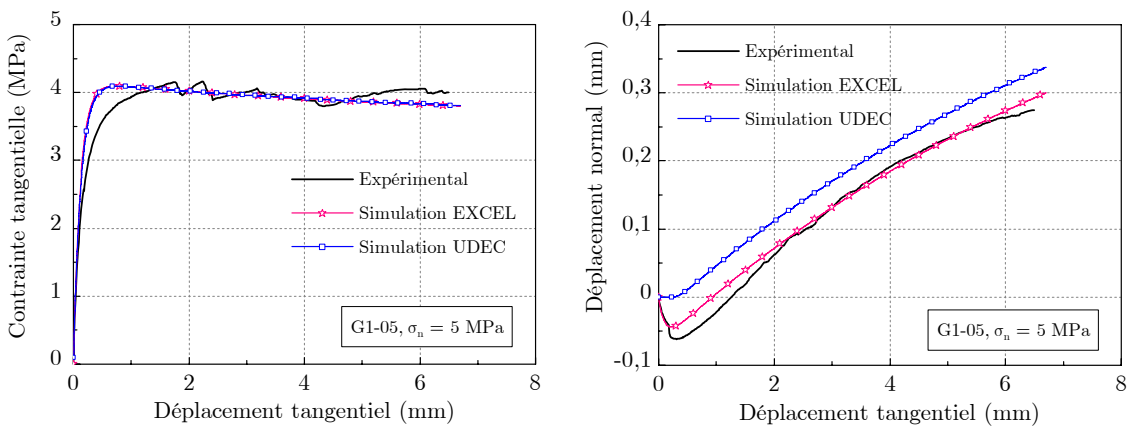 5
4
3
2
1
0
Contrainte tangentielle (MPa)
Expérimental
Simulation EXCEL
Simulation UDEC
G1-05, σn = 5 MPa
0
2
4
6
8
Déplacement tangentiel (mm)
0,4
0,3
0,2
0,1
0
-0,1
Déplacement normal (mm)
Expérimental
Simulation EXCEL
Simulation UDEC
G1-05, σn = 5 MPa
0
2
4
6
8
Déplacement tangentiel (mm)